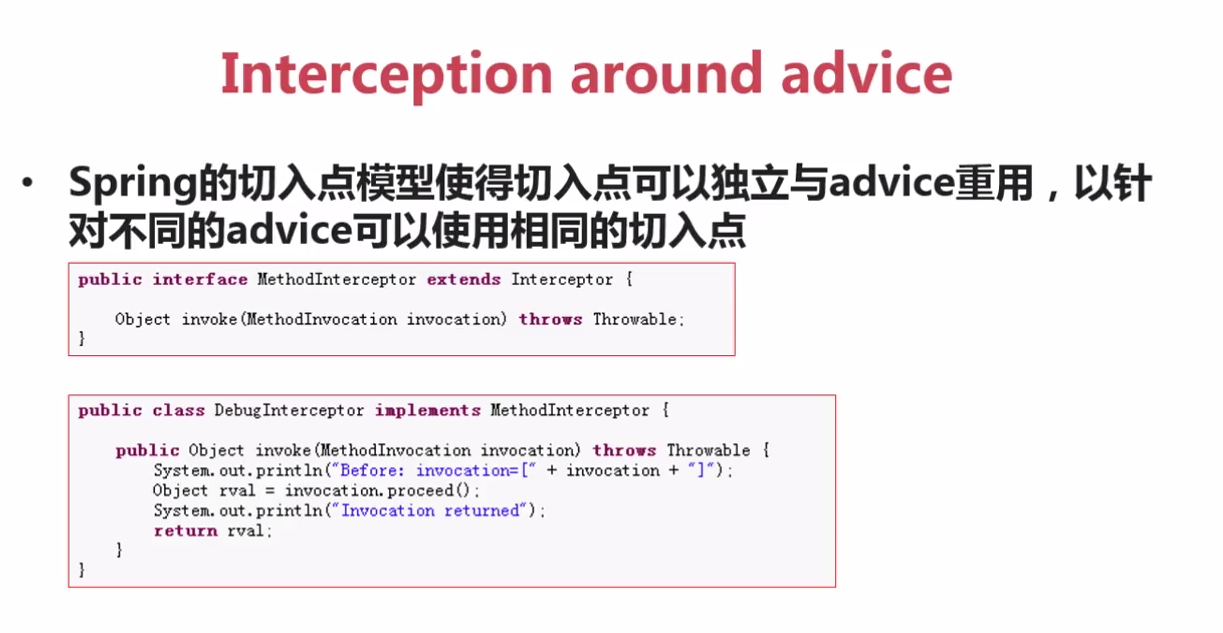 Interception around advice
• Spring的切入点模型使得切入点可以独立与advice重用，以针
对不同的advice可以使用相同的切入点
public interface MethodInterceptor extends Interceptor {
    Object invoke(MethodInvocation invocation) throws Throwable;
}
public class DebugInterceptor implements MethodInterceptor {
    public Object invoke(MethodInvocation invocation) throws Throwable {
        System.out.println("Before: invocation=[" + invocation + "]");
        Object rval = invocation.proceed();
        System.out.println("Invocation returned");
        return rval;
    }
}